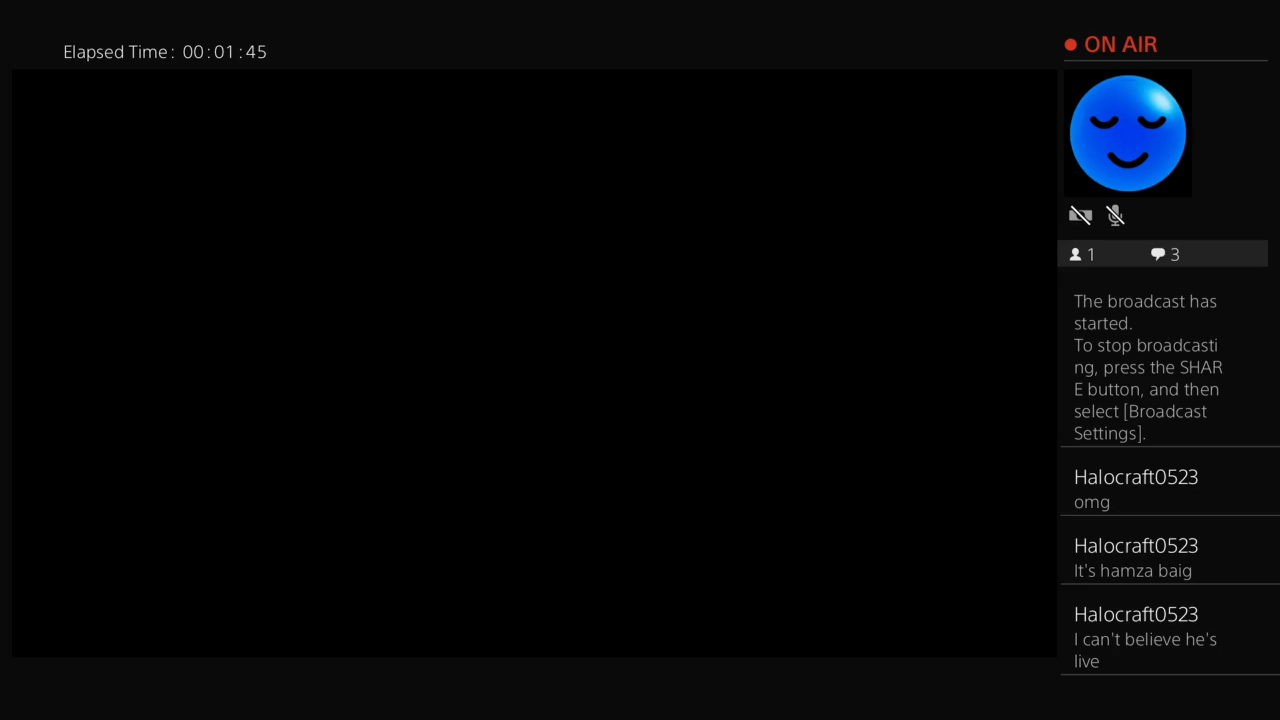 Elapsed Time: 00:01:45
ON AIR
1 3
The broadcast has
started.
To stop broadcasti
ng, press the SHAR
E button, and then
select [Broadcast
Settings].
Halocraft0523
omg
Halocraft0523
It's hamza baig
Halocraft0523
I can't believe he's
live